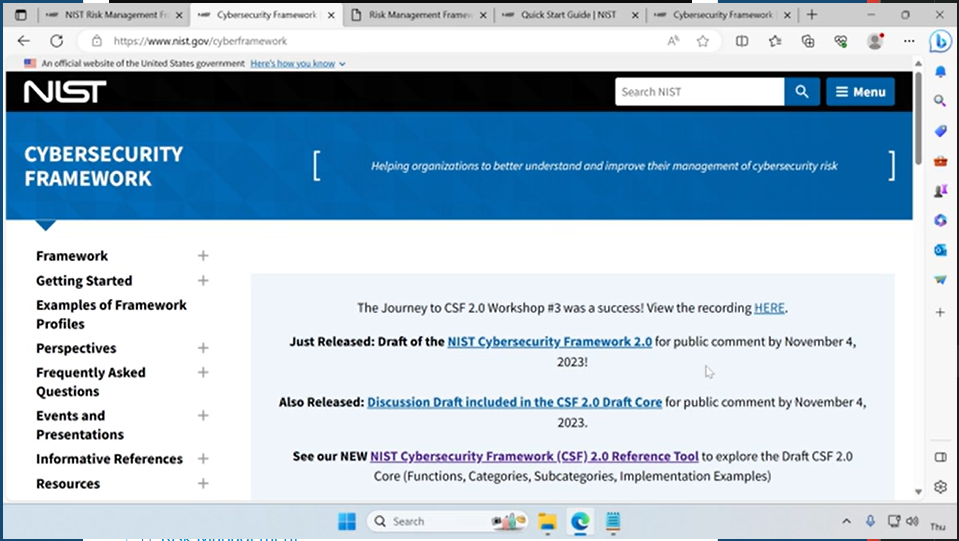 NIST Risk Management Fr
Cybersecurity Framework
Risk Management Framew
Quick Start Guide | NIST
Cybersecurity Framework
https://www.nist.gov/cyberframework
An official website of the United States government Here's how you know
NIST
Search NIST
Menu
CYBERSECURITY
FRAMEWORK
Helping organizations to better understand and improve their management of cybersecurity risk
Framework
Getting Started
Examples of Framework
Profiles
Perspectives
Frequently Asked
Questions
Events and
Presentations
Informative References
Resources
The Journey to CSF 2.0 Workshop #3 was a success! View the recording HERE.
Just Released: Draft of the NIST Cybersecurity Framework 2.0 for public comment by November 4,
2023!
Also Released: Discussion Draft included in the CSF 2.0 Draft Core for public comment by November 4,
2023.
See our NEW NIST Cybersecurity Framework (CSF) 2.0 Reference Tool to explore the Draft CSF 2.0
Core (Functions, Categories, Subcategories, Implementation Examples)
Search
Thu